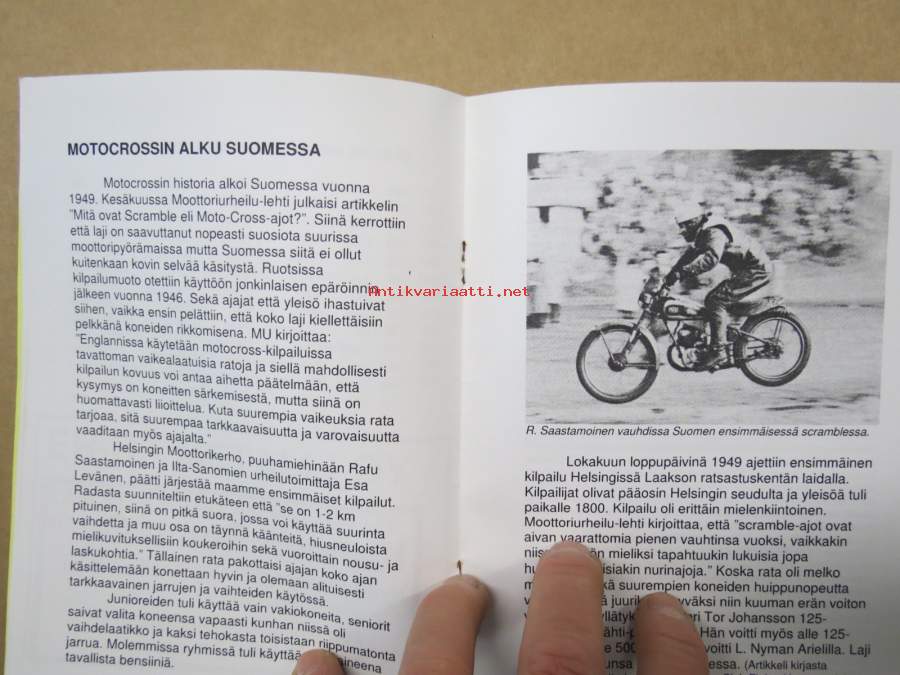 MOTOCROSSIN ALKU SUOMESSA
Motocrossin historia alkoi Suomessa vuonna
1949. Kesäkuussa Moottoriurheilu-lehti julkaisi artikkelin
"Mitä ovat Scramble eli Moto-Cross-ajot?". Siinä kerrottiin
että laji on saavuttanut nopeasti suosiota suurissa
moottoripyörämaissa mutta Suomessa siitä ei ollut
kuitenkaan kovin selvää käsitystä. Ruotsissa
kilpailumuoto otettiin käyttöön jonkinlaisen epäröinnin
jälkeen vuonna 1946. Sekä ajajat että yleisö ihastuivat
siihen, vaikka ensin pelättiin, että koko laji kiellettäisiin
pelkkänä koneiden rikkomisena. MU kirjoittaa:
"Englannissa käytetään motocross-kilpailuissa
tavattoman vaikealaatuisia ratoja ja siellä mahdollisesti
kilpailun kovuus voi antaa aihetta päätelmään, että
kysymys on koneitten särkemisestä, mutta siinä on
huomattavasti liioittelua. Kuta suurempia vaikeuksia rata
tarjoaa, sitä suurempaa tarkkaavaisuutta ja varovaisuutta
vaaditaan myös ajajalta."
Helsingin Moottorikerho, puuhamiehinään Rafu
Saastamoinen ja Ilta-Sanomien urheilutoimittaja Esa
Levänen, päätti järjestää maamme ensimmäiset kilpailut.
Radasta suunniteltiin etukäteen että "se on 1-2 km
pituinen, siinä on pitkä suora, jossa voi käyttää suurinta
vaihdetta ja muu osa on täynnä käänteitä, hiusneuloista
mielikuvituksellisiin koukeroihin sekä vuoroittain nousu- ja
laskukohtia." Tällainen rata pakottaisi ajajan koko ajan
käsittelemään konettaan hyvin ja olemaan alituisesti
tarkkaavainen jarrujen ja vaihteiden käytössä.
Junioreiden tuli käyttää vain vakiokoneita, seniorit
saivat valita koneensa vapaasti kunhan niissä oli
vaihdelaatikko ja kaksi tehokasta toisistaan riippumatonta
jarrua. Molemmissa ryhmissä tuli käyttää aineena
tavallista bensiiniä.
Antikvariaatti.net
R. Saastamoinen vauhdissa Suomen ensimmäisessä scramblessa.
Lokakuun loppupäivinä 1949 ajettiin ensimmäinen
kilpailu Helsingissä Laakson ratsastuskentän laidalla.
Kilpailijat olivat pääosin Helsingin seudulta ja yleisöä tuli
paikalle 1800. Kilpailu oli erittäin mielenkiintoinen.
Moottoriurheilu-lehti kirjoittaa, että "scramble-ajot ovat
aivan vaarattomia pienen vauhtinsa vuoksi, vaikkakin
mieliksi tapahtuukin lukuisia jopa
nurinajoja." Koska rata oli melko
suurempien koneiden huippunopeutta
niin kuuman erän voiton
Tor Johansson 125-
Hän voitti myös alle 125-
voitti L. Nyman Arielilla. Laji
(Artikkeli kirjasta